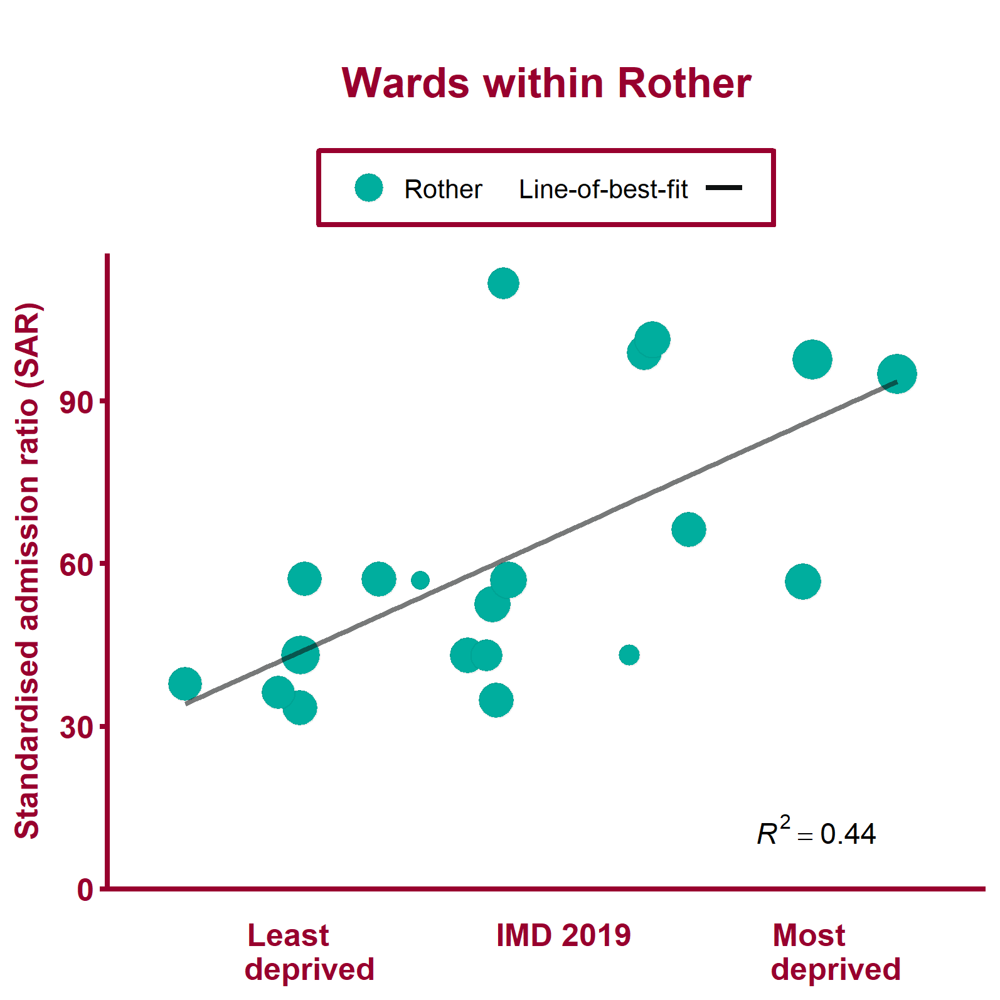 Wards within Rother
Rother Line-of-best-fit
Standardised admission ratio (SAR)
90
60
30
0
R² = 0.44
Least deprived
IMD 2019
Most deprived